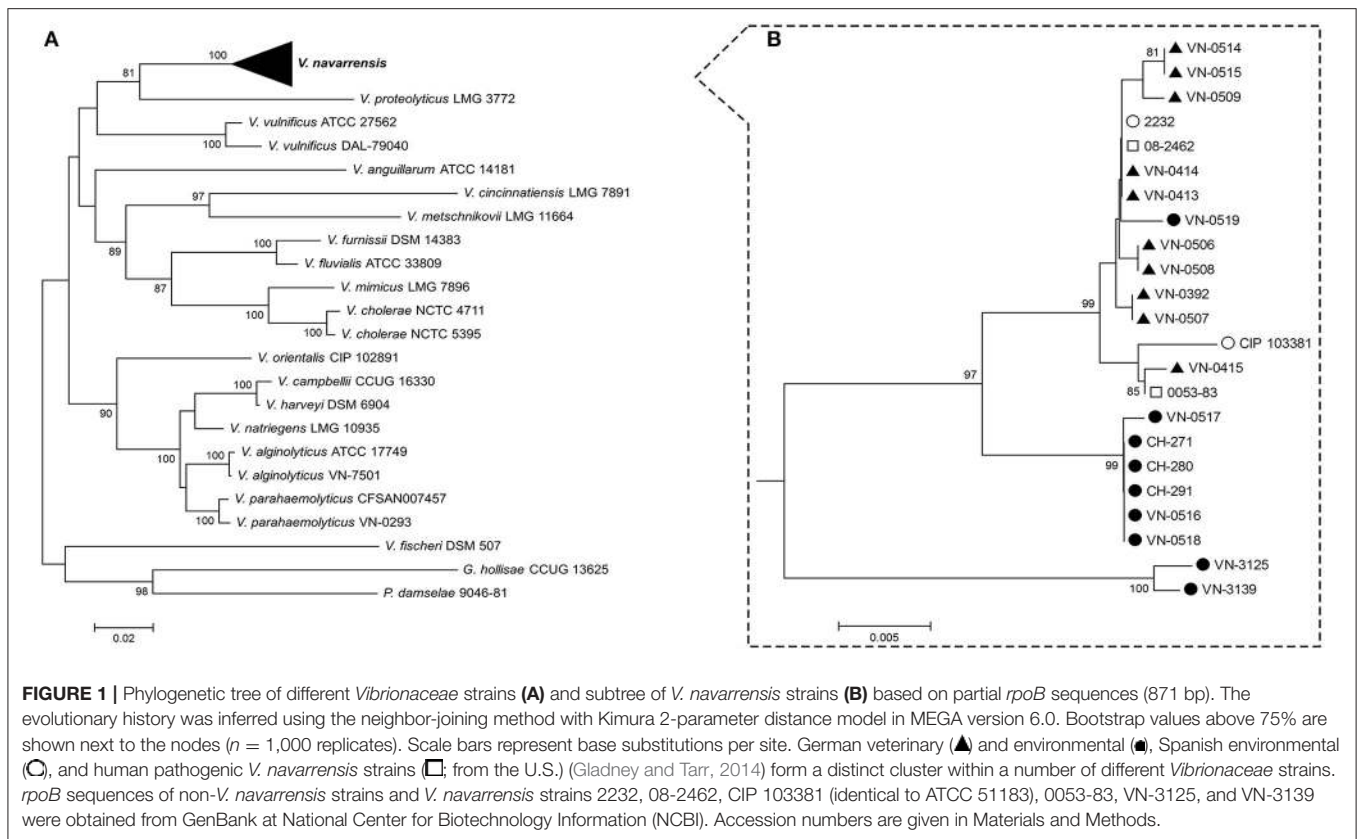 A
100
V. navarrensis
81
V. proteolyticus LMG 3772
V. vulnificus ATCC 27562
100
V. vulnificus DAL-79040
V. anguillarum ATCC 14181
97
V. cincinnatiensis LMG 7891
V. metschnikovii LMG 11664
89
V. furnissii DSM 14383
100
V. fluvialis ATCC 33809
87
V. mimicus LMG 7896
V. cholerae NCTC 4711
100
100
V. cholerae NCTC 5395
V. orientalis CIP 102891
V. campbellii CCUG 16330
100
V. harveyi DSM 6904
90
V. natriegens LMG 10935
V. alginolyticus ATCC 17749
100
100
V. alginolyticus VN-7501
V. parahaemolyticus CFSAN007457
100
V. parahaemolyticus VN-0293
V. fischeri DSM 507
G. hollisae CCUG 13625
98
P. damselae 9046-81
0.02
B
81
VN-0514
VN-0515
VN-0509
2232
08-2462
VN-0414
VN-0413
VN-0519
VN-0506
VN-0508
99
VN-0392
VN-0507
CIP 103381
97
VN-0415
85
0053-83
VN-0517
CH-271
99
CH-280
CH-291
VN-0516
VN-0518
VN-3125
100
VN-3139
0.005
FIGURE 1 | Phylogenetic tree of different Vibrionaceae strains (A) and subtree of V. navarrensis strains (B) based on partial rpoB sequences (871 bp). The
evolutionary history was inferred using the neighbor-joining method with Kimura 2-parameter distance model in MEGA version 6.0. Bootstrap values above 75% are
shown next to the nodes (n = 1,000 replicates). Scale bars represent base substitutions per site. German veterinary (▲) and environmental (●), Spanish environmental
(○), and human pathogenic V. navarrensis strains (□; from the U.S.) (Gladney and Tarr, 2014) form a distinct cluster within a number of different Vibrionaceae strains.
rpoB sequences of non-V. navarrensis strains and V. navarrensis strains 2232, 08-2462, CIP 103381 (identical to ATCC 51183), 0053-83, VN-3125, and VN-3139
were obtained from GenBank at National Center for Biotechnology Information (NCBI). Accession numbers are given in Materials and Methods.